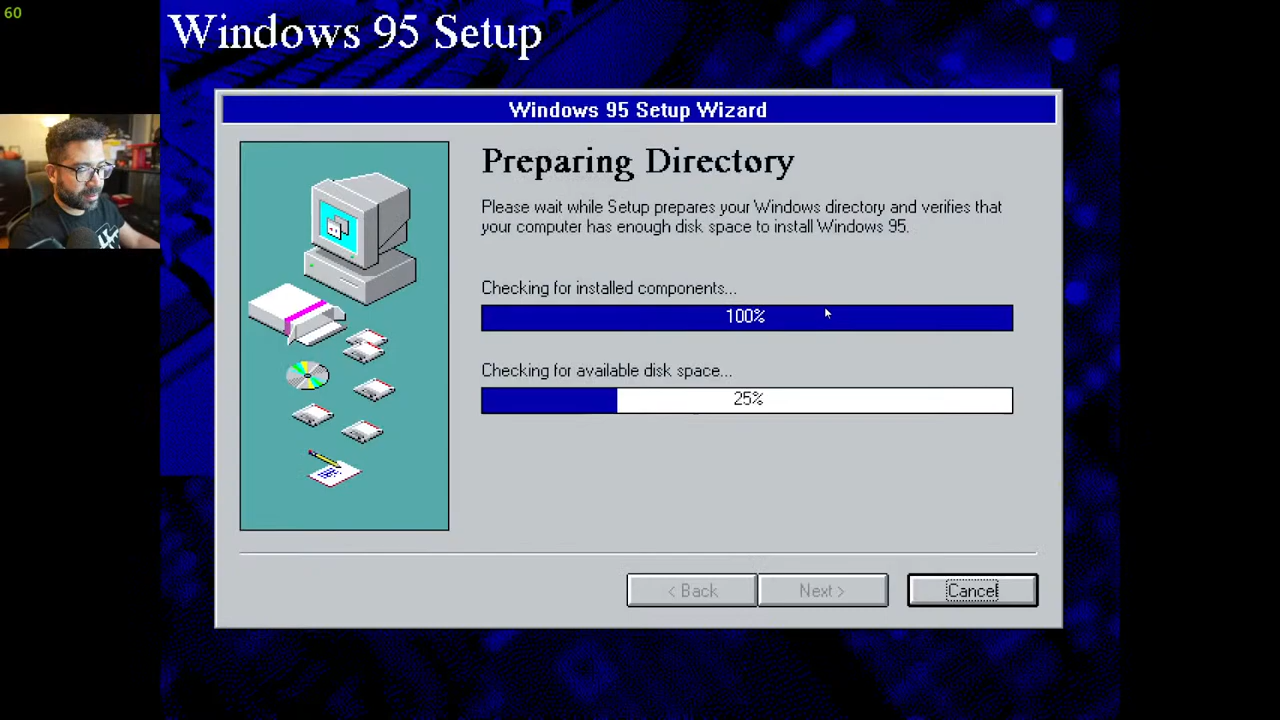 60
Windows 95 Setup
Windows 95 Setup Wizard
Preparing Directory
Please wait while Setup prepares your Windows directory and verifies that
your computer has enough disk space to install Windows 95.
Checking for installed components...
100%
Checking for available disk space...
25%
< Back
Next >
Cancel